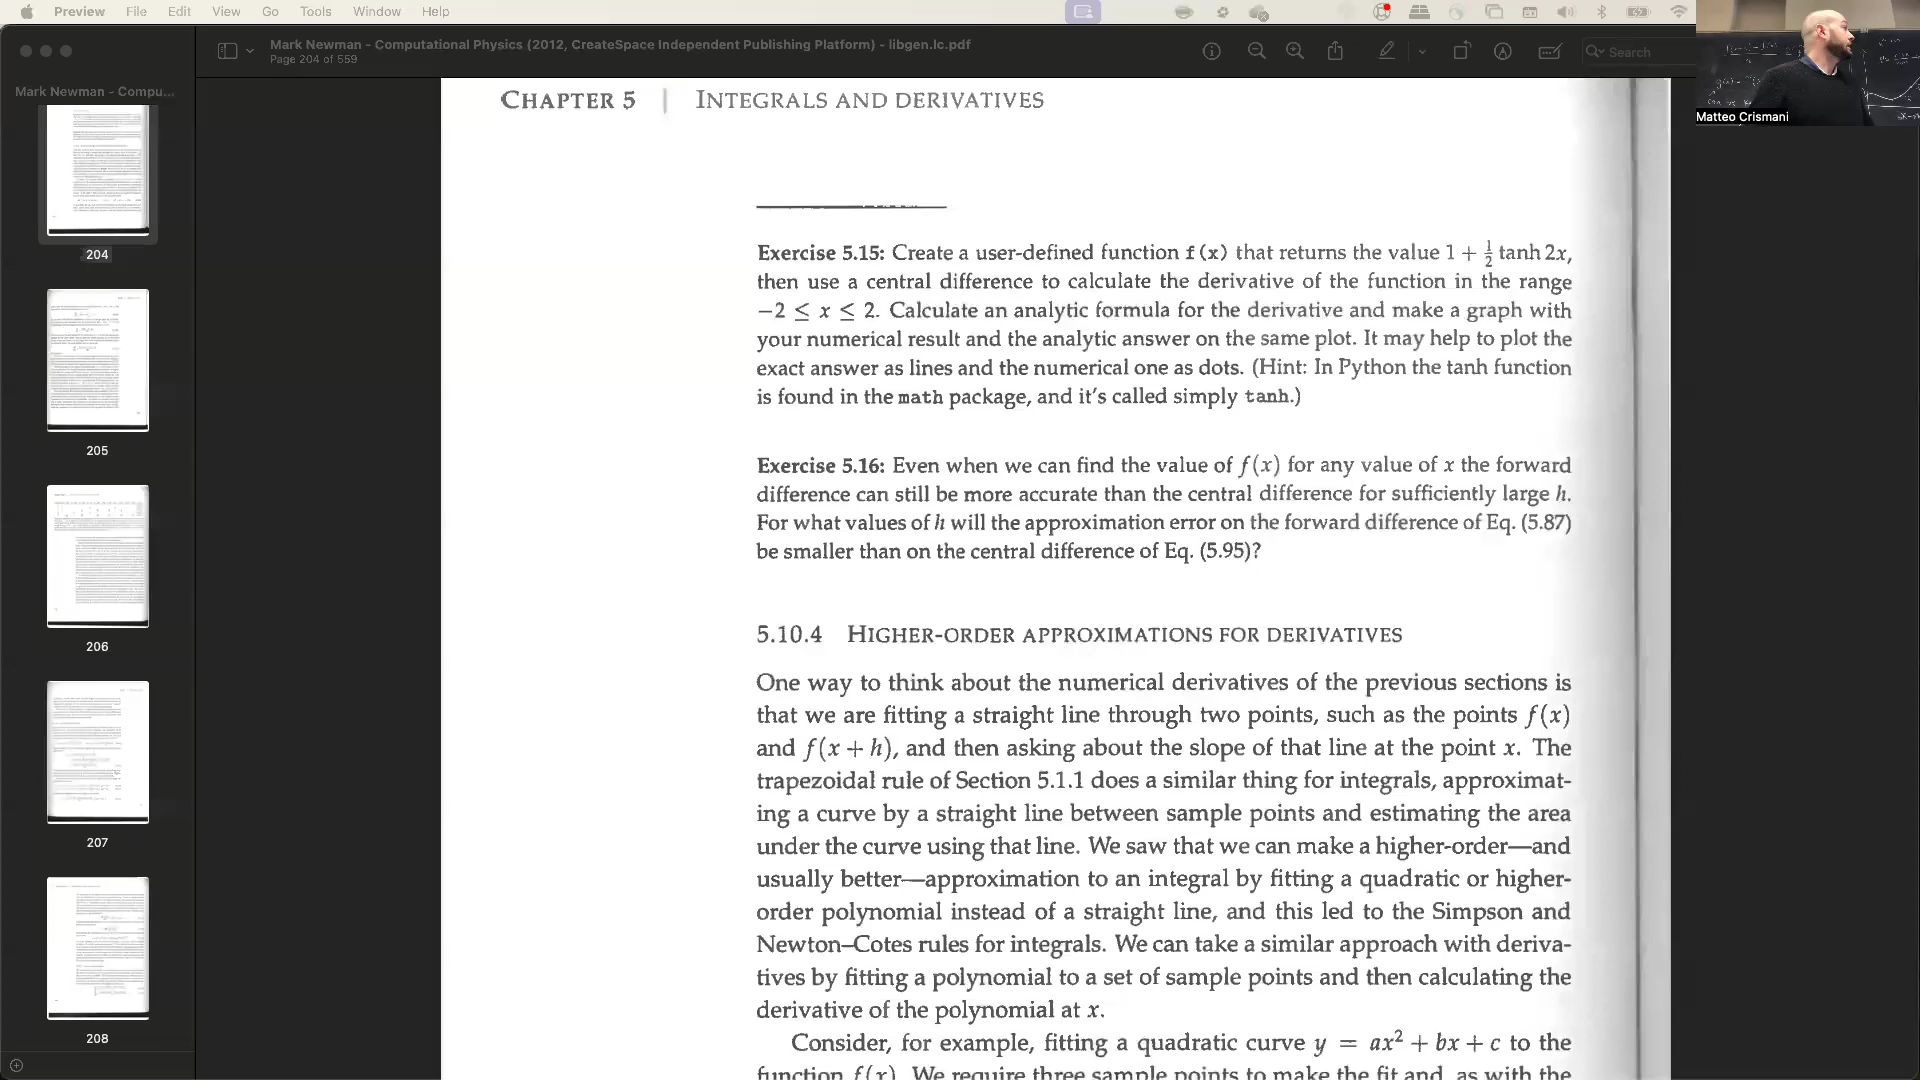 Preview File Edit View Go Tools Window Help
Mark Newman - Computational Physics (2012, CreateSpace Independent Publishing Platform) - libgen.lc.pdf
Page 204 of 559
Search
Matteo Crismani
Mark Newman - Compu...
204
205
206
207
208
CHAPTER 5 | INTEGRALS AND DERIVATIVES
Exercise 5.15: Create a user-defined function f(x) that returns the value 1 + ½ tanh 2x,
then use a central difference to calculate the derivative of the function in the range
−2 ≤ x ≤ 2. Calculate an analytic formula for the derivative and make a graph with
your numerical result and the analytic answer on the same plot. It may help to plot the
exact answer as lines and the numerical one as dots. (Hint: In Python the tanh function
is found in the math package, and it's called simply tanh.)
Exercise 5.16: Even when we can find the value of f(x) for any value of x the forward
difference can still be more accurate than the central difference for sufficiently large h.
For what values of h will the approximation error on the forward difference of Eq. (5.87)
be smaller than on the central difference of Eq. (5.95)?
5.10.4 HIGHER-ORDER APPROXIMATIONS FOR DERIVATIVES
One way to think about the numerical derivatives of the previous sections is
that we are fitting a straight line through two points, such as the points f(x)
and f(x + h), and then asking about the slope of that line at the point x. The
trapezoidal rule of Section 5.1.1 does a similar thing for integrals, approximat-
ing a curve by a straight line between sample points and estimating the area
under the curve using that line. We saw that we can make a higher-order—and
usually better—approximation to an integral by fitting a quadratic or higher-
order polynomial instead of a straight line, and this led to the Simpson and
Newton–Cotes rules for integrals. We can take a similar approach with deriva-
tives by fitting a polynomial to a set of sample points and then calculating the
derivative of the polynomial at x.
Consider, for example, fitting a quadratic curve y = ax² + bx + c to the
function f(x). We require three sample points to make the fit and, as with the